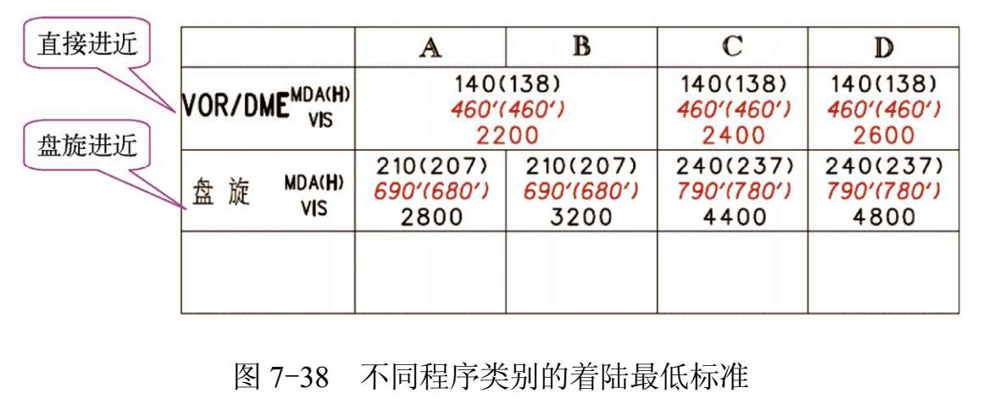 直接进近
A B C D
VOR/DME MDA(H) 140(138) 140(138) 140(138)
460′(460′) 460′(460′) 460′(460′)
VIS 2200 2400 2600
盘旋进近
盘旋 MDA(H) 210(207) 210(207) 240(237) 240(237)
690′(680′) 690′(680′) 790′(780′) 790′(780′)
VIS 2800 3200 4400 4800
图 7-38 不同程序类别的着陆最低标准